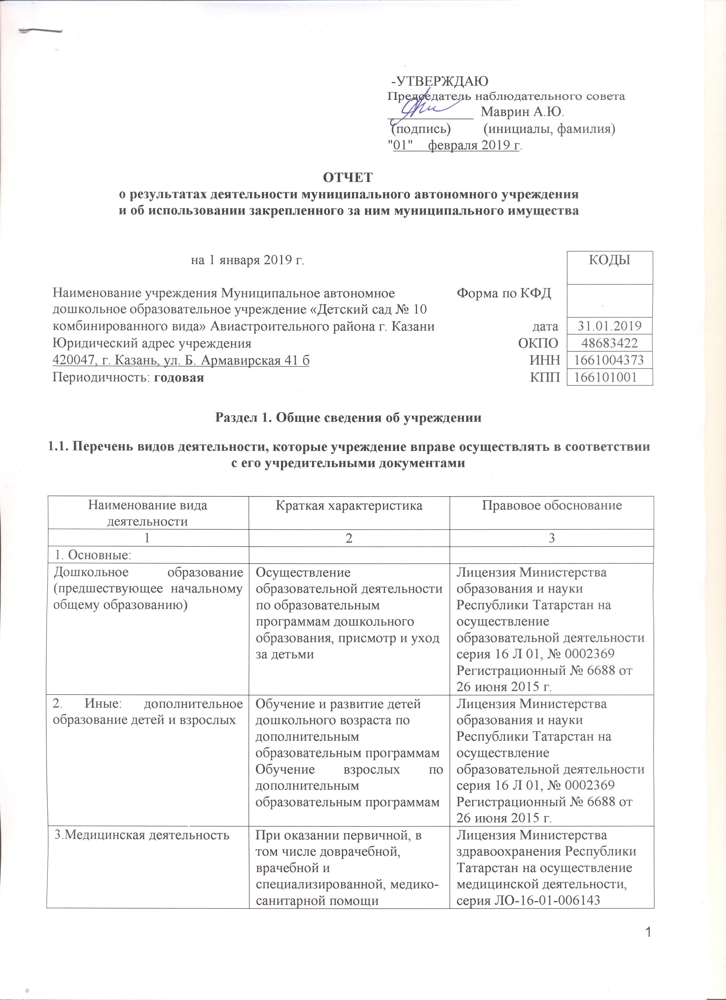 -УТВЕРЖДАЮ
Председатель наблюдательного совета
Маврин А.Ю.
(подпись) (инициалы, фамилия)
"01" февраля 2019 г.
ОТЧЕТ
о результатах деятельности муниципального автономного учреждения
и об использовании закрепленного за ним муниципального имущества
на 1 января 2019 г.
КОДЫ
Наименование учреждения Муниципальное автономное Форма по КФД
дошкольное образовательное учреждение «Детский сад № 10
комбинированного вида» Авиастроительного района г. Казани дата 31.01.2019
Юридический адрес учреждения ОКПО 48683422
420047, г. Казань, ул. Б. Армавирская 41 б ИНН 1661004373
Периодичность: годовая КПП 166101001
Раздел 1. Общие сведения об учреждении
1.1. Перечень видов деятельности, которые учреждение вправе осуществлять в соответствии
с его учредительными документами
Наименование вида
деятельности
Краткая характеристика
Правовое обоснование
1 2 3
1. Основные:
Дошкольное образование
(предшествующее начальному
общему образованию)
Осуществление
образовательной деятельности
по образовательным
программам дошкольного
образования, присмотр и уход
за детьми
Лицензия Министерства
образования и науки
Республики Татарстан на
осуществление
образовательной деятельности
серия 16 Л 01, № 0002369
Регистрационный № 6688 от
26 июня 2015 г.
2. Иные: дополнительное
образование детей и взрослых
Обучение и развитие детей
дошкольного возраста по
дополнительным
образовательным программам
Обучение взрослых по
дополнительным
образовательным программам
Лицензия Министерства
образования и науки
Республики Татарстан на
осуществление
образовательной деятельности
серия 16 Л 01, № 0002369
Регистрационный № 6688 от
26 июня 2015 г.
3.Медицинская деятельность
При оказании первичной, в
том числе доврачебной,
врачебной и
специализированной, медико-
санитарной помощи
Лицензия Министерства
здравоохранения Республики
Татарстан на осуществление
медицинской деятельности,
серия ЛО-16-01-006143
1